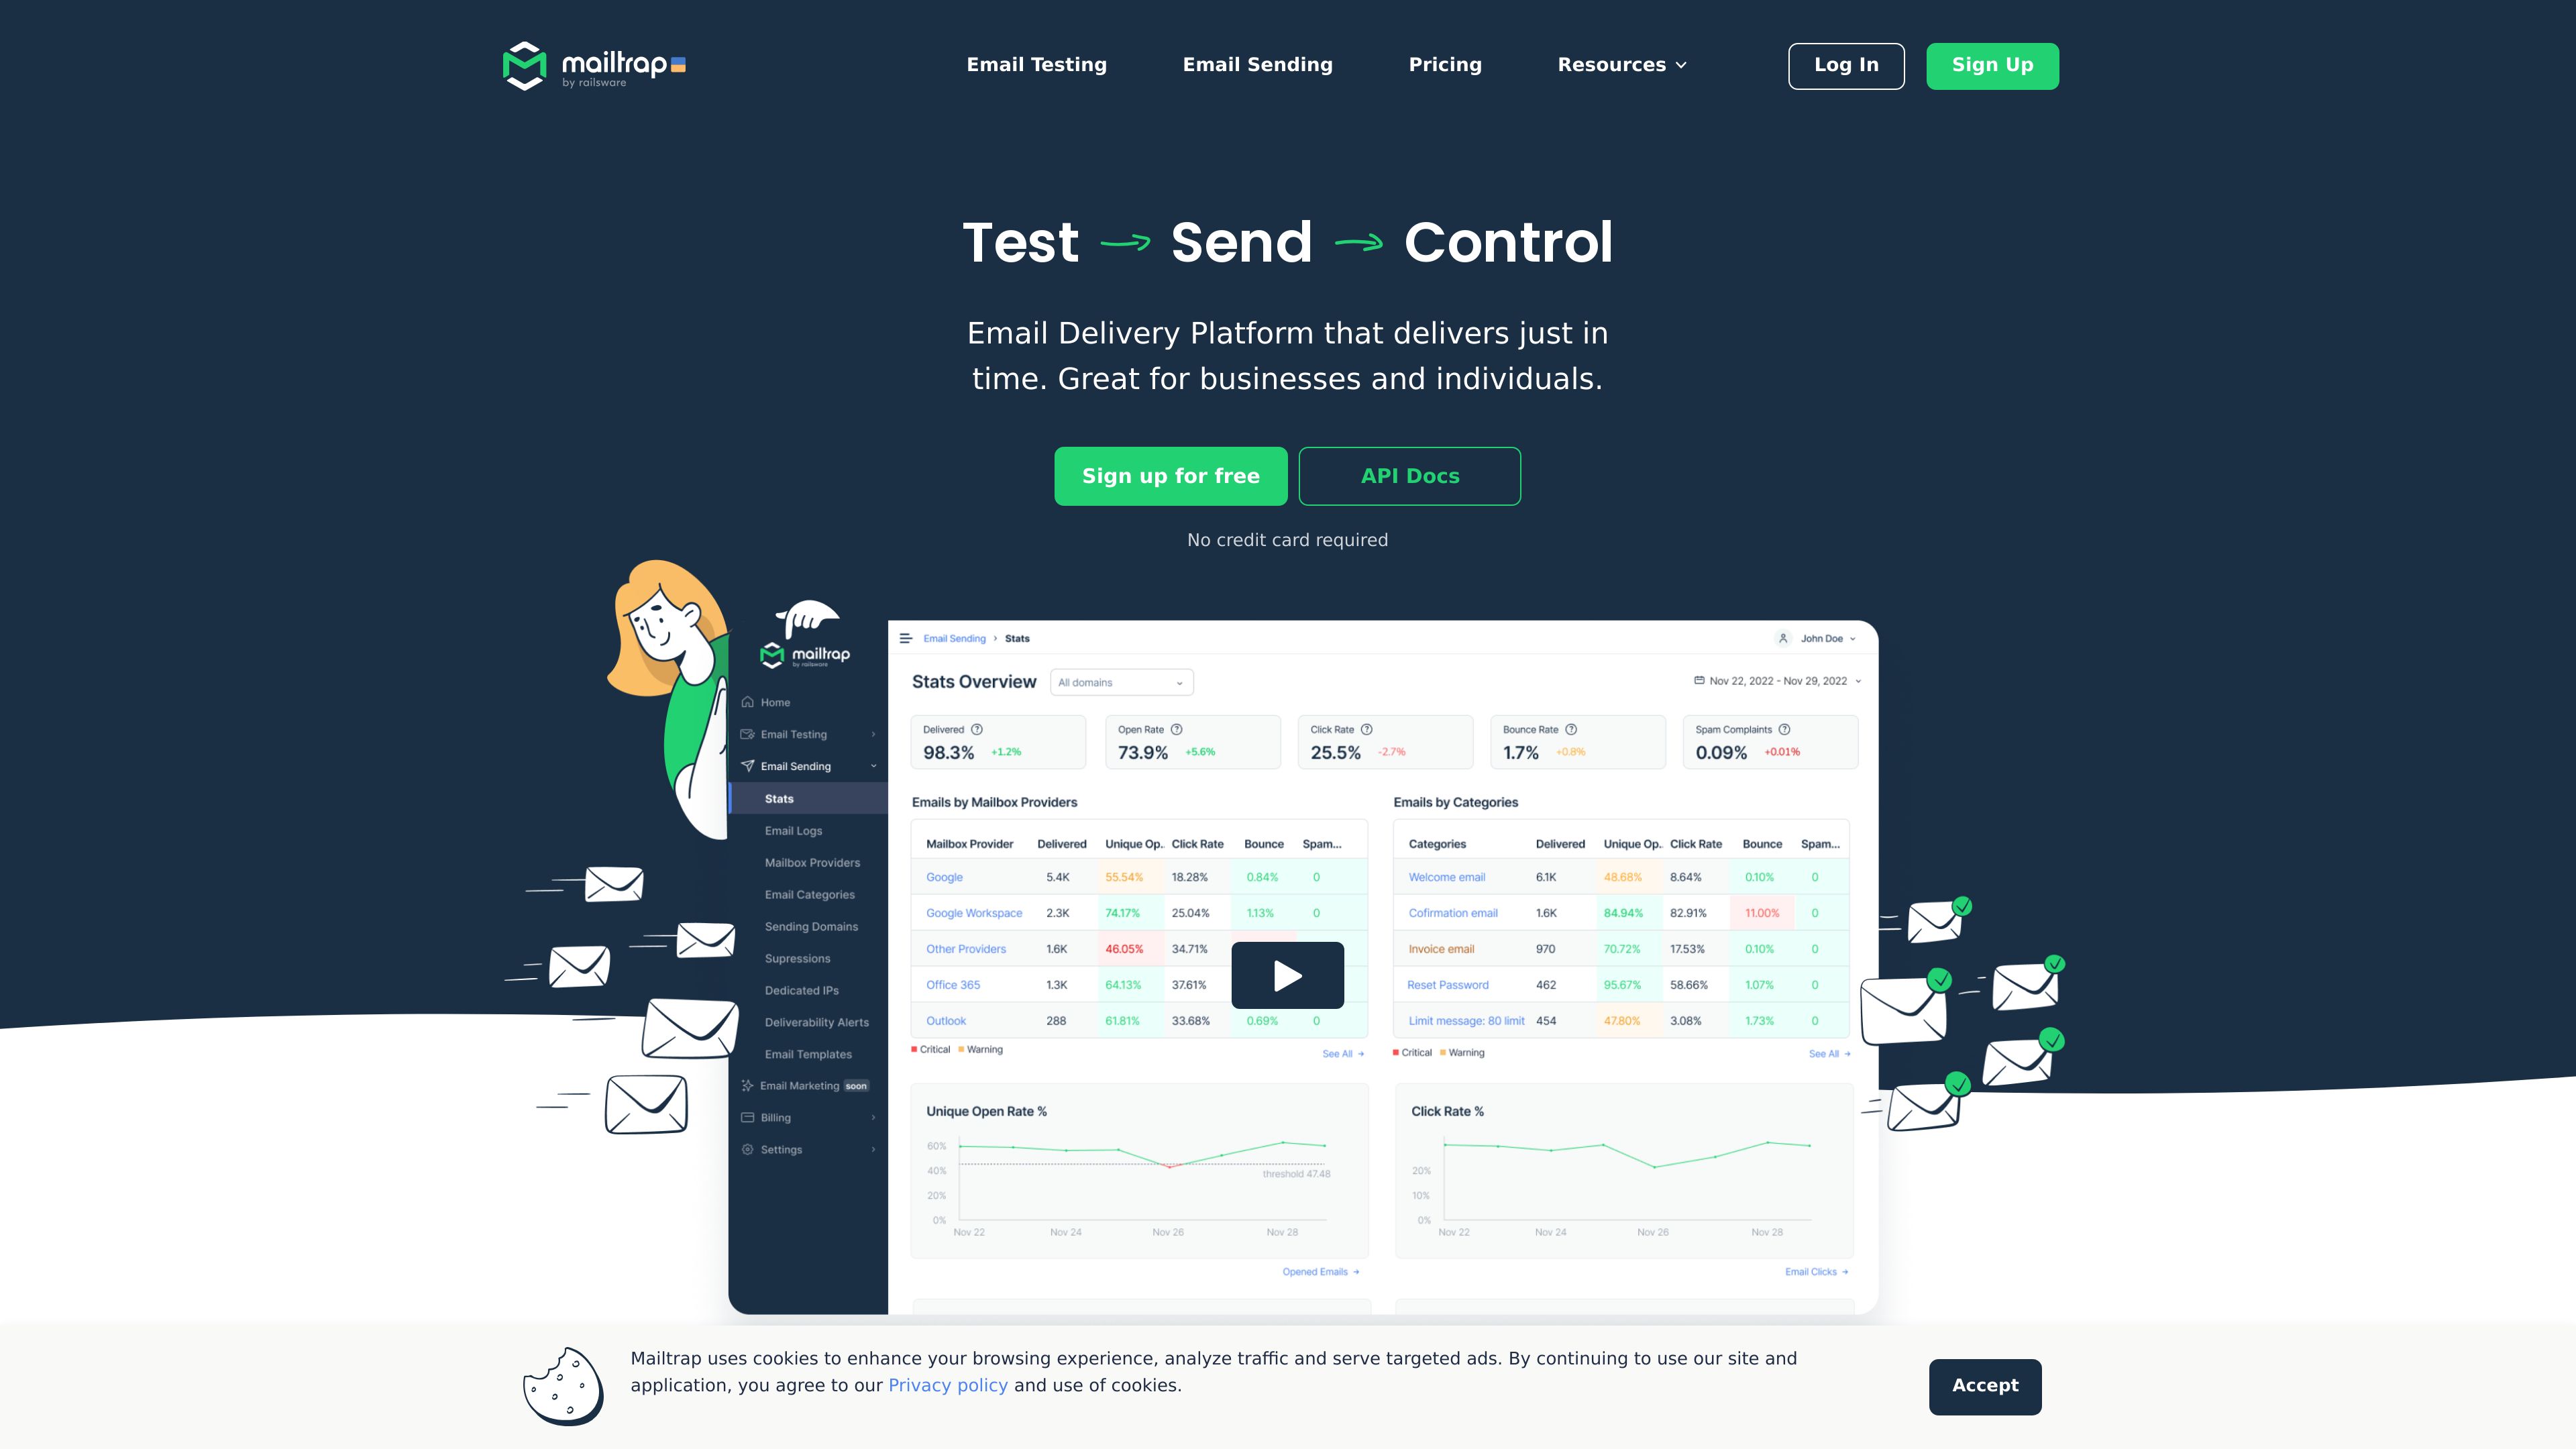 mailtrap
by railsware
Email Testing
Email Sending
Pricing
Resources
Log In
Sign Up
Test Send Control
Email Delivery Platform that delivers just in
time. Great for businesses and individuals.
Sign up for free
API Docs
No credit card required
mailtrap
by railsware
Home
Email Testing
Email Sending
Stats
Email Logs
Mailbox Providers
Email Categories
Sending Domains
Supressions
Dedicated IPs
Deliverability Alerts
Email Templates
Email Marketing soon
Billing
Settings
Email Sending > Stats
John Doe
Stats Overview
All domains
Nov 22, 2022 - Nov 29, 2022
Delivered
98.3% +1.2%
Open Rate
73.9% +5.6%
Click Rate
25.5% -2.7%
Bounce Rate
1.7% +0.8%
Spam Complaints
0.09% +0.01%
Emails by Mailbox Providers
Mailbox Provider Delivered Unique Op.. Click Rate Bounce Spam...
Google 5.4K 55.54% 18.28% 0.84% 0
Google Workspace 2.3K 74.17% 25.04% 1.13% 0
Other Providers 1.6K 46.05% 34.71%
Office 365 1.3K 64.13% 37.61%
Outlook 288 61.81% 33.68% 0.69% 0
Critical Warning
See All
Emails by Categories
Categories Delivered Unique Op.. Click Rate Bounce Spam...
Welcome email 6.1K 48.68% 8.64% 0.10% 0
Cofirmation email 1.6K 84.94% 82.91% 11.00% 0
Invoice email 970 70.72% 17.53% 0.10% 0
Reset Password 462 95.67% 58.66% 1.07% 0
Limit message: 80 limit 454 47.80% 3.08% 1.73% 0
Critical Warning
See All
Unique Open Rate %
60%
40%
threshold 47.48
20%
0%
Nov 22 Nov 24 Nov 26 Nov 28
Opened Emails
Click Rate %
20%
10%
0%
Nov 22 Nov 24 Nov 26 Nov 28
Email Clicks
Mailtrap uses cookies to enhance your browsing experience, analyze traffic and serve targeted ads. By continuing to use our site and
application, you agree to our Privacy policy and use of cookies.
Accept